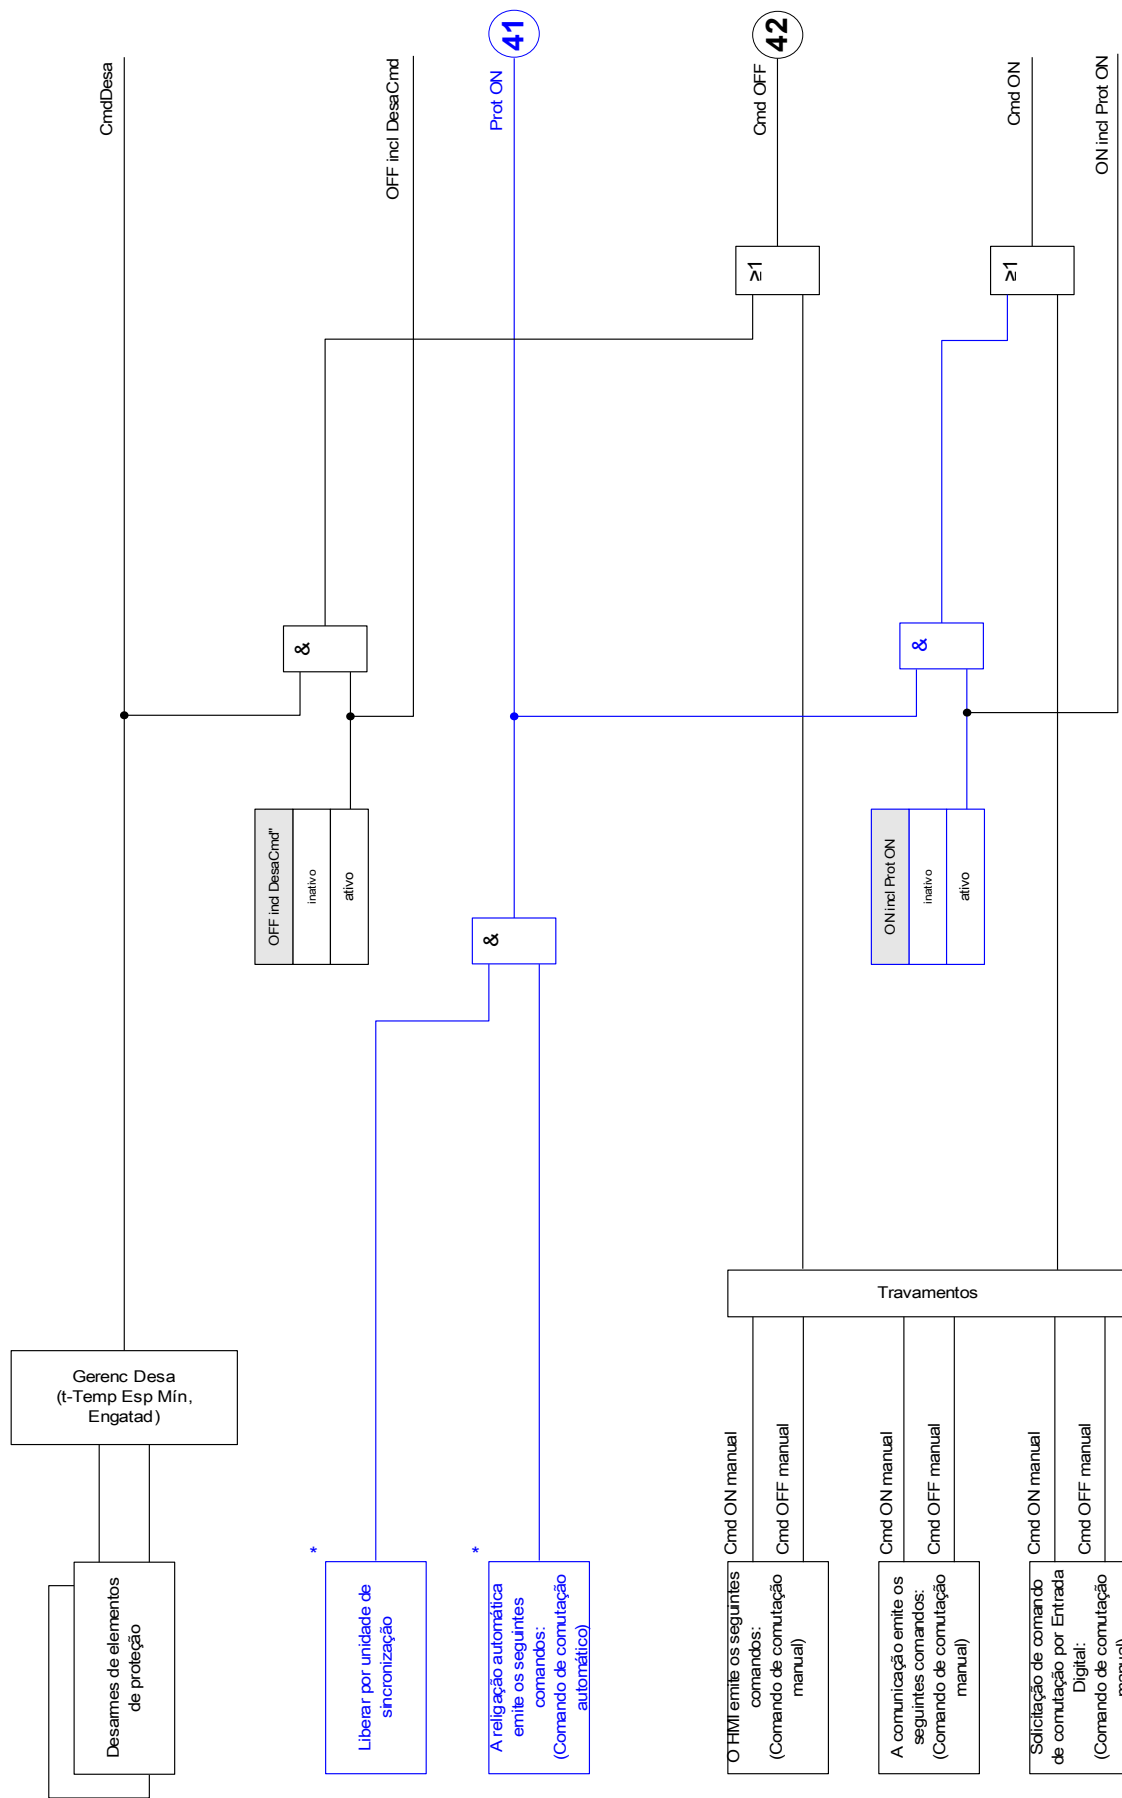 CmdDesa
OFF incl DesaCmd
41
Prot ON
42
Cmd OFF
Cmd ON
ON incl Prot ON
≥1
≥1
&
&
OFF incl DesaCmd"
inativo
ativo
ON incl Prot ON
inativo
ativo
&
Travamentos
Gerenc Desa
(t-Temp Esp Mín,
Engatad)
Cmd ON manual
Cmd OFF manual
Cmd ON manual
Cmd OFF manual
Cmd ON manual
Cmd OFF manual
*
*
Desarmes de elementos
de proteção
Liberar por unidade de
sincronização
A religação automática
emite os seguintes
comandos:
(Comando de comutação
automático)
O HMI emite os seguintes
comandos:
(Comando de comutação
manual)
A comunicação emite os
seguintes comandos:
(Comando de comutação
manual)
Solicitação de comando
de comutação por Entrada
Digital:
(Comando de comutação
manual)